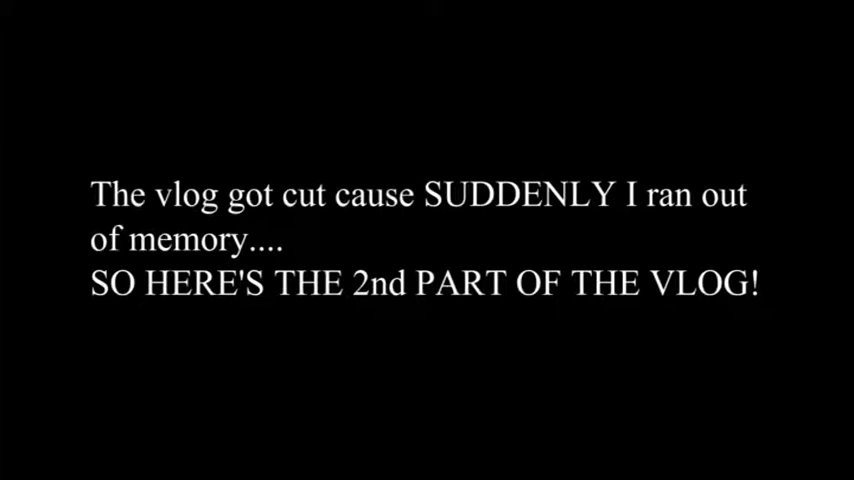 The vlog got cut cause SUDDENLY I ran out
of memory....
SO HERE'S THE 2nd PART OF THE VLOG!